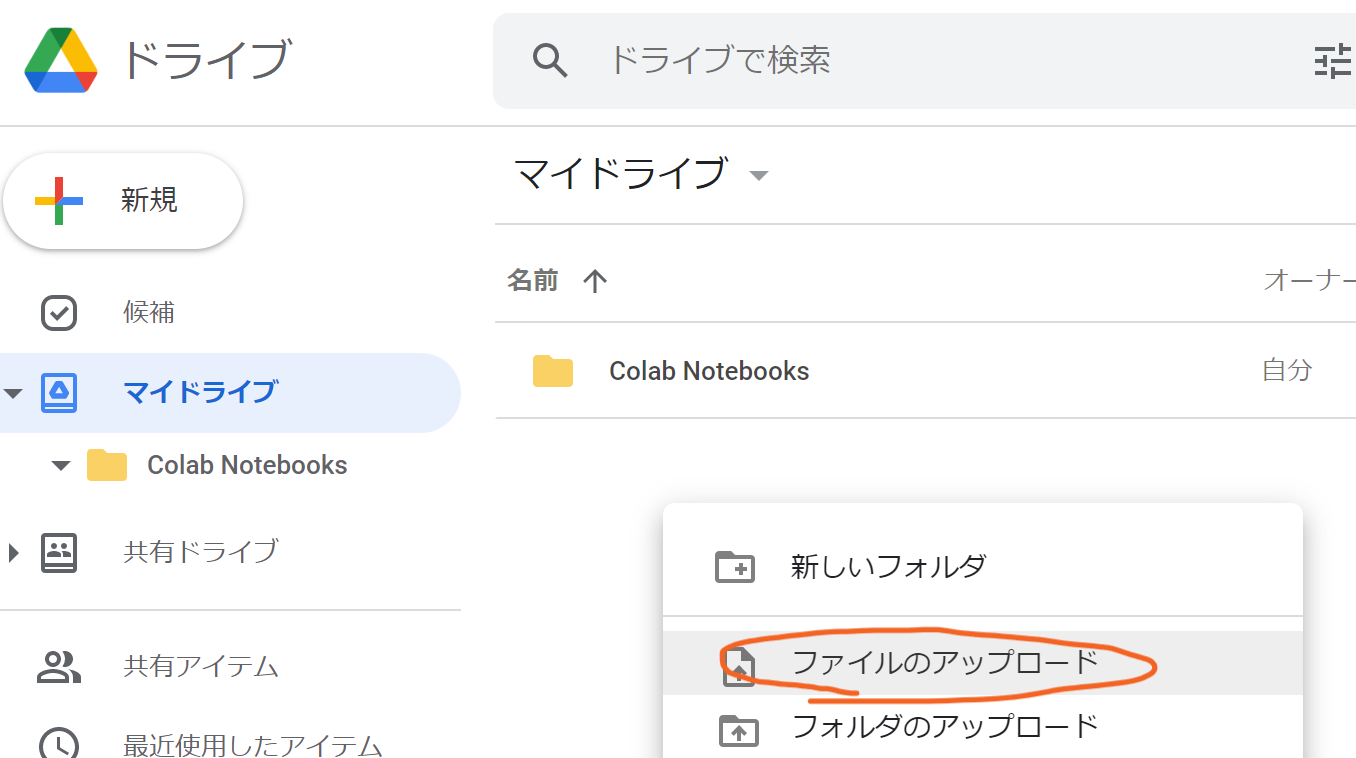 ドライブ
ドライブで検索
新規
候補
マイドライブ
Colab Notebooks
共有ドライブ
共有アイテム
最近使用したアイテム
マイドライブ
名前
オーナー
Colab Notebooks
自分
新しいフォルダ
ファイルのアップロード
フォルダのアップロード